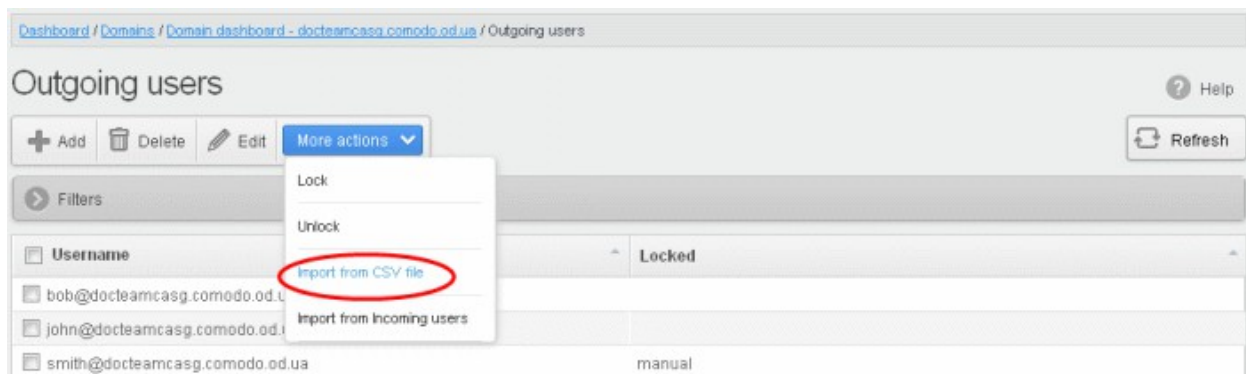 Dashboard / Domains / Domain dashboard - docteamcasg.comodo.od.ua / Outgoing users
Outgoing users
Help
Add Delete Edit More actions Refresh
Lock
Filters
Unlock
Username Locked
Import from CSV file
bob@docteamcasg.comodo.od.u
Import from Incoming users
john@docteamcasg.comodo.od.
smith@docteamcasg.comodo.od.ua manual